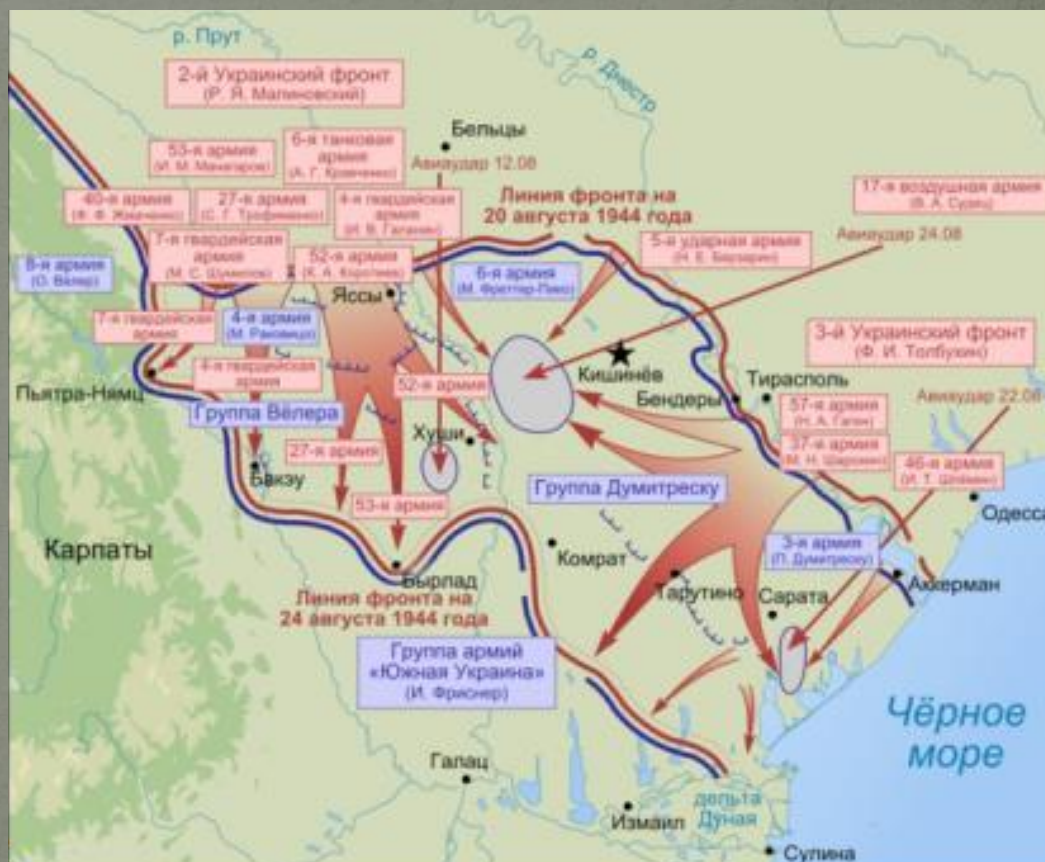 р. Прут
2-й Украинский фронт
(Р. Я. Малиновский)
р. Днестр
53-я армия
(И. М. Манагаров)
6-я танковая
армия
(А. Г. Кравченко)
Бельцы
Авиаудар 12.08
40-я армия
(Ф. Ф. Жмаченко)
27-я армия
(С. Г. Трофименко)
4-я гвардейская
армия
(И. В. Галанин)
Линия фронта на
20 августа 1944 года
17-я воздушная армия
(В. А. Судец)
Авиаудар 24.08
7-я гвардейская
армия
(М. С. Шумилов)
52-я армия
(К. А. Коротеев)
5-я ударная армия
(Н. Е. Берзарин)
8-я армия
(О. Вёлер)
6-я армия
(М. Фреттер-Пико)
Яссы
7-я гвардейская
армия
4-я армия
(М. Раковицэ)
3-й Украинский фронт
(Ф. И. Толбухин)
4-я гвардейская
армия
Пьятра-Нямц
52-я армия
Кишинёв
Бендеры
Тирасполь
Авиаудар 22.08
Группа Вёлера
57-я армия
(Н. А. Гаген)
Хуши
27-я армия
37-я армия
(М. Н. Шарохин)
46-я армия
(И. Т. Шлёмин)
Бакэу
Группа Думитреску
53-я армия
Одесса
Карпаты
Комрат
3-я армия
(П. Думитреску)
Бырлад
Тарутино
Сарата
Аккерман
Линия фронта на
24 августа 1944 года
Группа армий
«Южная Украина»
(И. Фриснер)
Чёрное
море
Галац
дельта
Дуная
Измаил
Сулина